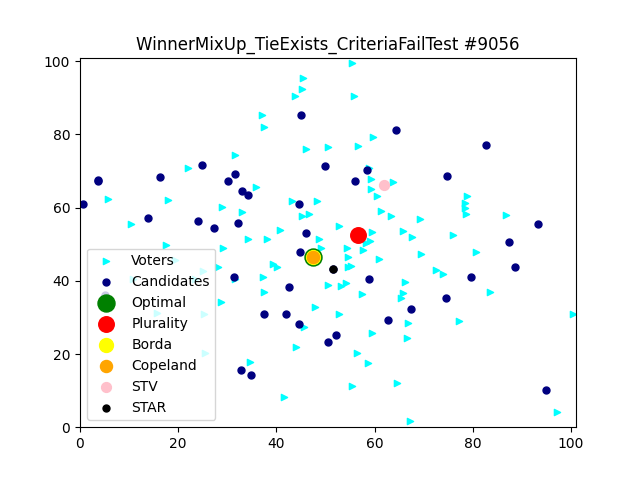 WinnerMixUp_TieExists_CriteriaFailTest #9056
100
80
60
40
20
0
Voters
Candidates
Optimal
Plurality
Borda
Copeland
STV
STAR
0 20 40 60 80 100